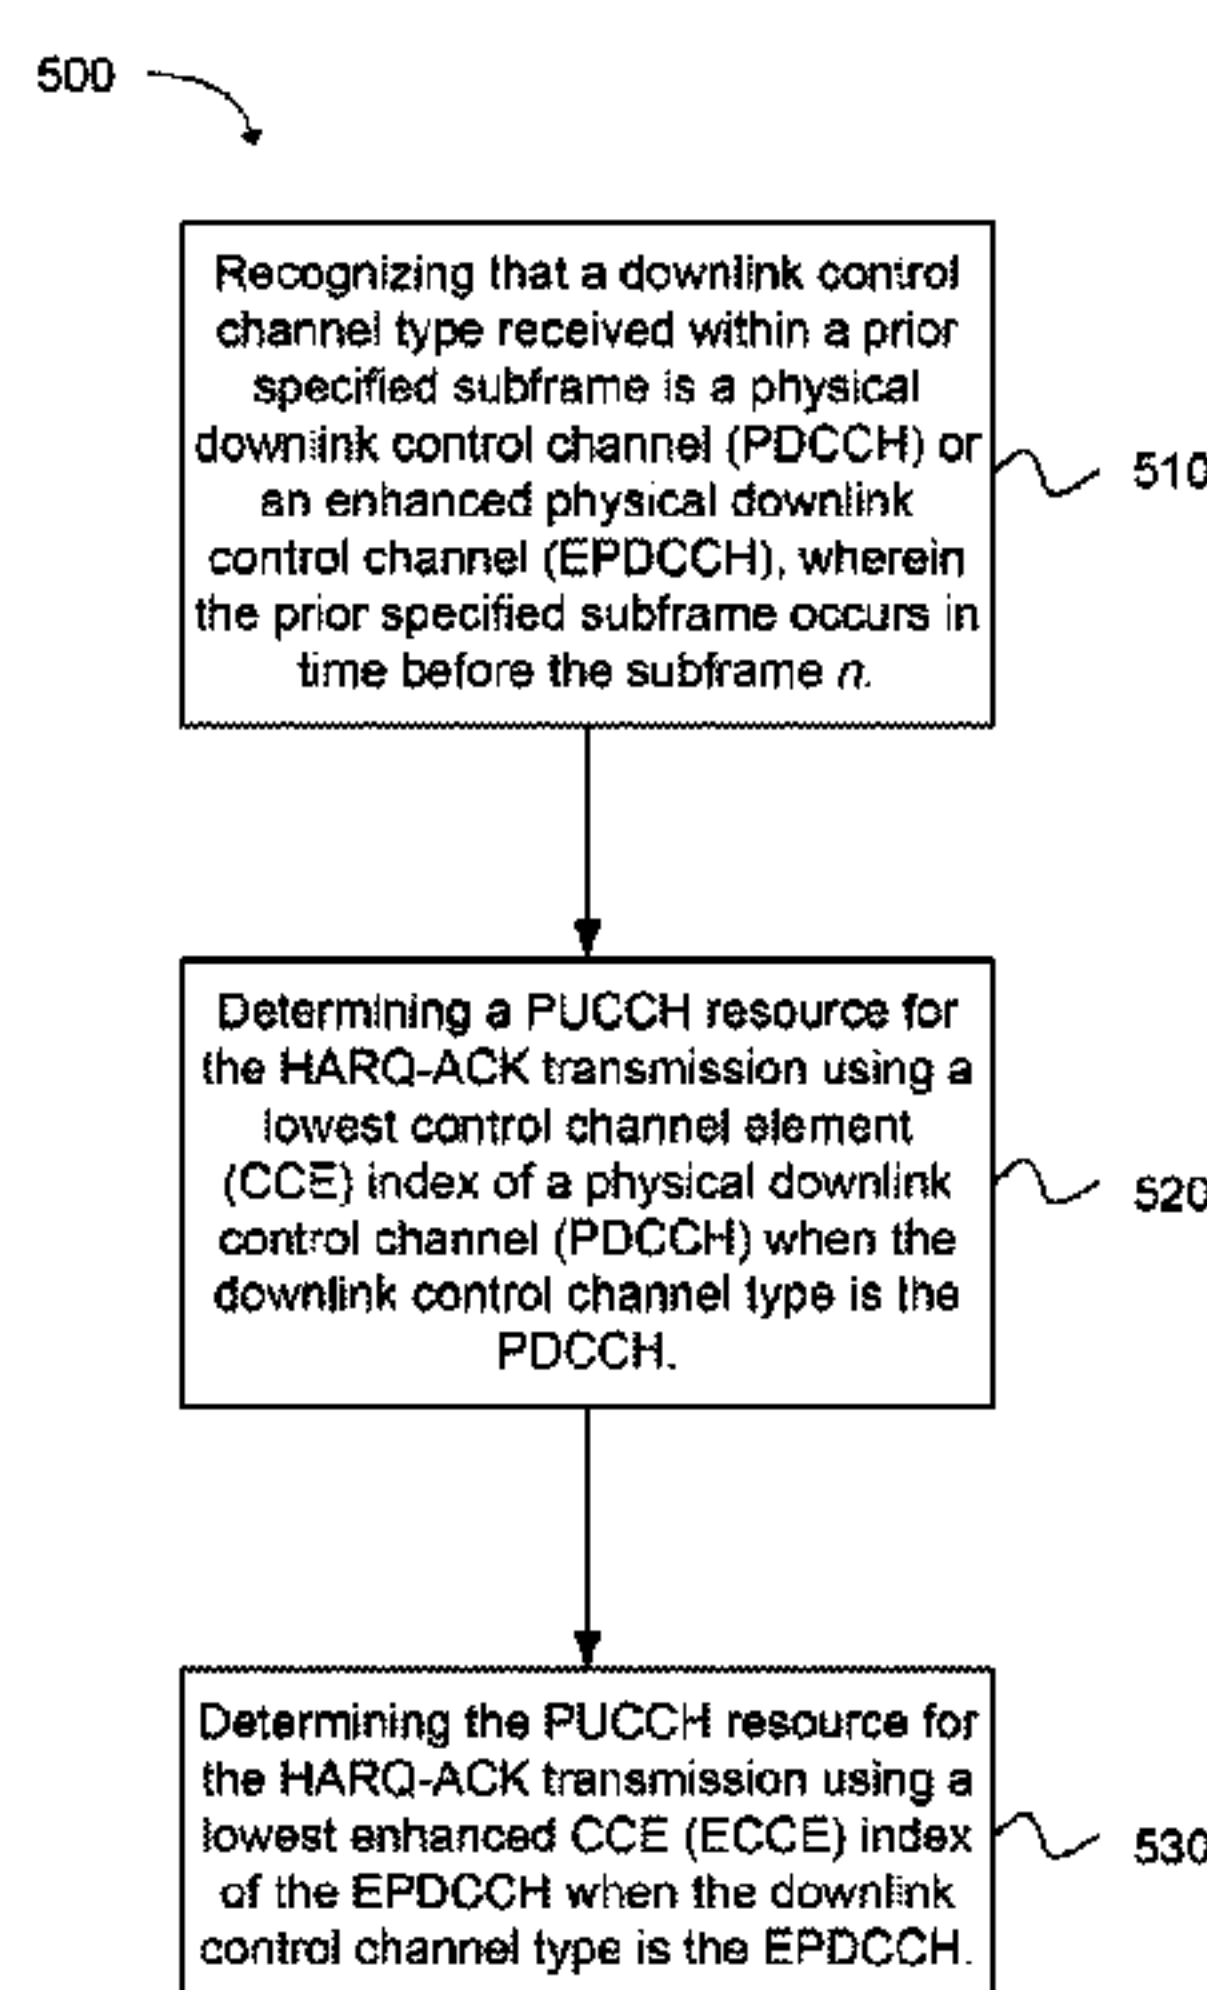 500
Recognizing that a downlink control
channel type received within a prior
specified subframe is a physical
downlink control channel (PDCCH) or
an enhanced physical downlink
control channel (EPDCCH), wherein
the prior specified subframe occurs in
time before the subframe n.
510
Determining a PUCCH resource for
the HARQ-ACK transmission using a
lowest control channel element
(CCE) index of a physical downlink
control channel (PDCCH) when the
downlink control channel type is the
PDCCH.
520
Determining the PUCCH resource for
the HARQ-ACK transmission using a
lowest enhanced CCE (ECCE) index
of the EPDCCH when the downlink
control channel type is the EPDCCH.
530